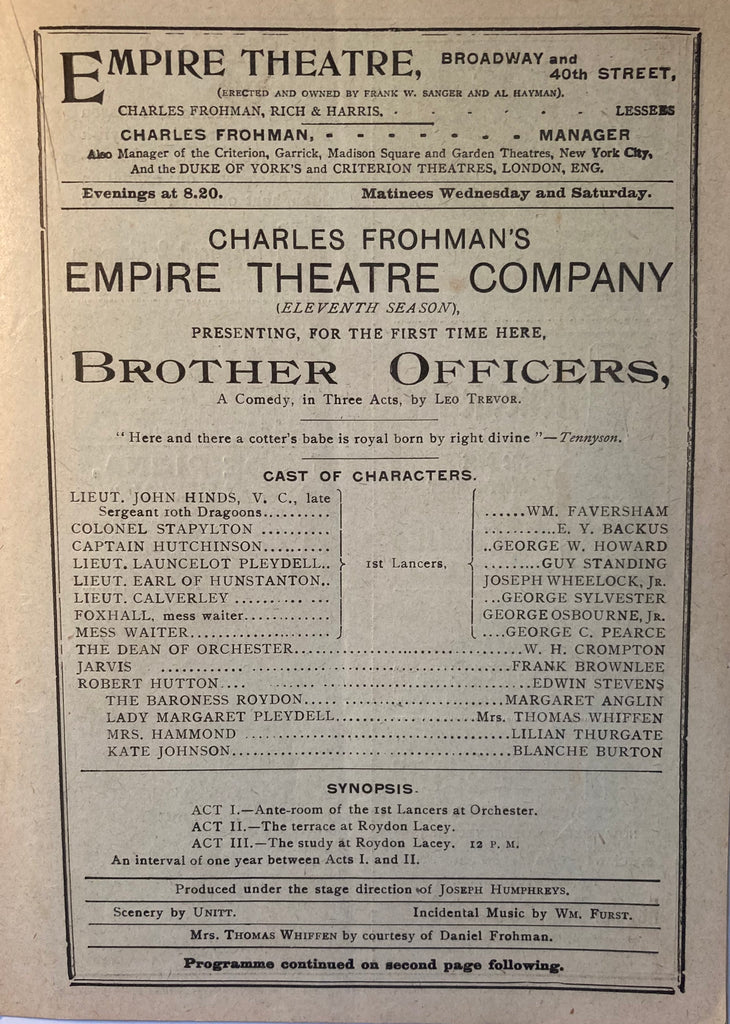 EMPIRE THEATRE, BROADWAY and 40th STREET,
(ERECTED AND OWNED BY FRANK W. SANGER AND AL HAYMAN).
CHARLES FROHMAN, RICH & HARRIS, . . . . . . LESSEES
CHARLES FROHMAN, - - - - - - MANAGER
Also Manager of the Criterion, Garrick, Madison Square and Garden Theatres, New York City,
And the DUKE OF YORK'S and CRITERION THEATRES, LONDON, ENG.
Evenings at 8.20. Matinees Wednesday and Saturday.
CHARLES FROHMAN'S
EMPIRE THEATRE COMPANY
(ELEVENTH SEASON),
PRESENTING, FOR THE FIRST TIME HERE,
BROTHER OFFICERS,
A Comedy, in Three Acts, by LEO TREVOR.
"Here and there a cotter's babe is royal born by right divine"—Tennyson.
CAST OF CHARACTERS.
LIEUT. JOHN HINDS, V. C., late
Sergeant 10th Dragoons.......... ......WM. FAVERSHAM
COLONEL STAPYLTON .......... ..........E. Y. BACKUS
CAPTAIN HUTCHINSON.......... ..GEORGE W. HOWARD
LIEUT. LAUNCELOT PLEYDELL.. 1st Lancers, .........GUY STANDING
LIEUT. EARL OF HUNSTANTON.. JOSEPH WHEELOCK, JR.
LIEUT. CALVERLEY .......... ... ...GEORGE SYLVESTER
FOXHALL, mess waiter............. GEORGE OSBOURNE, JR.
MESS WAITER..................... ....GEORGE C. PEARCE
THE DEAN OF ORCHESTER...................................W. H. CROMPTON
JARVIS ............ .....................................FRANK BROWNLEE
ROBERT HUTTON.... ..............................EDWIN STEVENS
THE BARONESS ROYDON..... .......................MARGARET ANGLIN
LADY MARGARET PLEYDELL.....................Mrs. THOMAS WHIFFEN
MRS. HAMMOND .......................................LILIAN THURGATE
KATE JOHNSON..........................................BLANCHE BURTON
SYNOPSIS.
ACT I.—Ante-room of the 1st Lancers at Orchester.
ACT II.—The terrace at Roydon Lacey.
ACT III.—The study at Roydon Lacey. 12 P. M.
An interval of one year between Acts I. and II.
Produced under the stage direction of JOSEPH HUMPHREYS.
Scenery by UNITT. Incidental Music by WM. FURST.
Mrs. THOMAS WHIFFEN by courtesy of Daniel Frohman.
Programme continued on second page following.